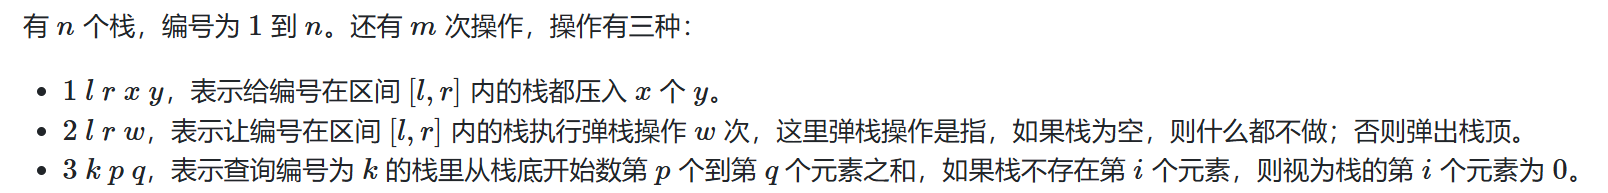 有 n 个栈，编号为 1 到 n。还有 m 次操作，操作有三种：
• 1 l r x y，表示给编号在区间 [l, r] 内的栈都压入 x 个 y。
• 2 l r w，表示让编号在区间 [l, r] 内的栈执行弹栈操作 w 次，这里弹栈操作是指，如果栈为空，则什么都不做；否则弹出栈顶。
• 3 k p q，表示查询编号为 k 的栈里从栈底开始数第 p 个到第 q 个元素之和，如果栈不存在第 i 个元素，则视为栈的第 i 个元素为 0。